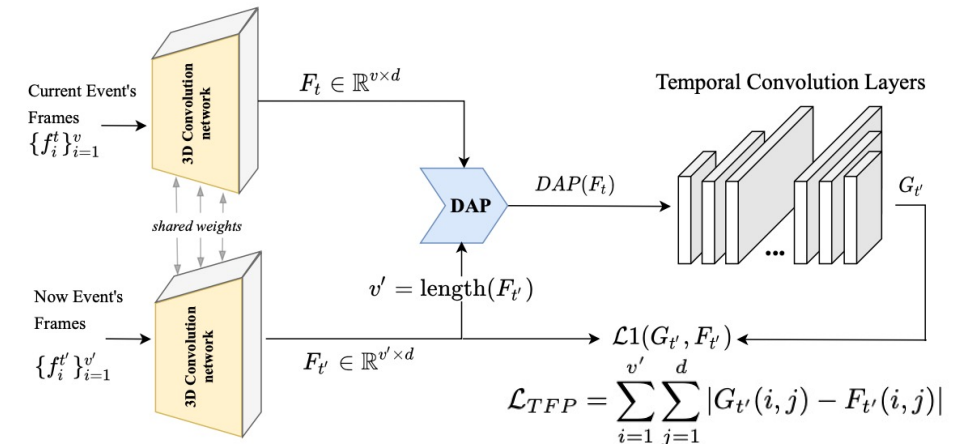 Current Event's
Frames
{f_i^t}_{i=1}^v
3D Convolution
network
F_t ∈ ℝ^{v×d}
Temporal Convolution Layers
DAP
DAP(F_t)
G_{t'}
...
shared weights
v' = length(F_{t'})
Now Event's
Frames
{f_i^{t'}}_{i=1}^{v'}
3D Convolution
network
F_{t'} ∈ ℝ^{v'×d}
ℒ1(G_{t'}, F_{t'})
ℒ_{TFP} = ∑_{i=1}^{v'} ∑_{j=1}^{d} |G_{t'}(i,j) − F_{t'}(i,j)|